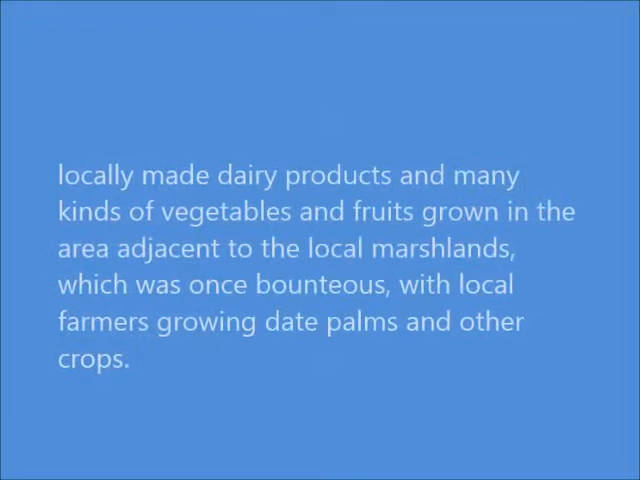 locally made dairy products and many
kinds of vegetables and fruits grown in the
area adjacent to the local marshlands,
which was once bounteous, with local
farmers growing date palms and other
crops.